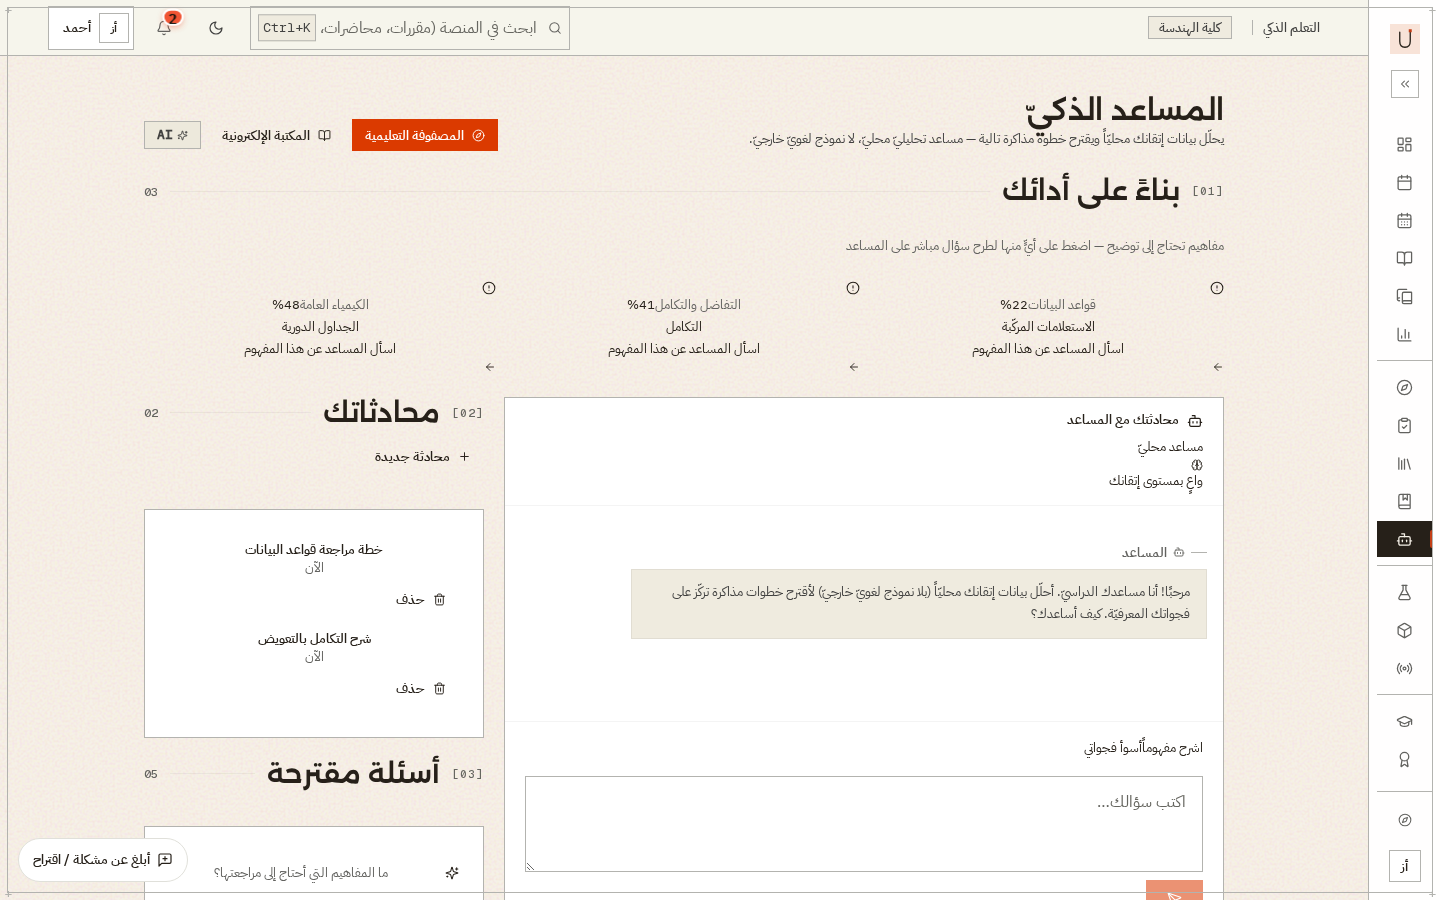 التعلم الذكي
كلية الهندسة
ابحث في المنصة (مقررات، محاضرات،
Ctrl+K
2
أز
أحمد
المساعد الذكيّ
يحلّل بيانات إتقانك محليّاً ويقترح خطوة مذاكرة تالية — مساعد تحليليّ محليّ، لا نموذج لغويّ خارجيّ.
المصفوفة التعليمية
المكتبة الإلكترونية
AI
[01]
بناءً على أدائك
03
مفاهيم تحتاج إلى توضيح — اضغط على أيٍّ منها لطرح سؤال مباشر على المساعد
قواعد البيانات22%
الاستعلامات المركّبة
اسأل المساعد عن هذا المفهوم
التفاضل والتكامل41%
التكامل
اسأل المساعد عن هذا المفهوم
الكيمياء العامة48%
الجداول الدورية
اسأل المساعد عن هذا المفهوم
محادثتك مع المساعد
مساعد محليّ
واعٍ بمستوى إتقانك
المساعد
مرحبًا! أنا مساعدك الدراسيّ. أحلّل بيانات إتقانك محليّاً (بلا نموذج لغويّ خارجيّ) لأقترح خطوات مذاكرة تركّز على
فجواتك المعرفيّة. كيف أساعدك؟
اشرح مفهوماًأسوأ فجواتي
اكتب سؤالك...
[02]
محادثاتك
02
محادثة جديدة
خطة مراجعة قواعد البيانات
الآن
حذف
شرح التكامل بالتعويض
الآن
حذف
[03]
أسئلة مقترحة
05
ما المفاهيم التي أحتاج إلى مراجعتها؟
أبلغ عن مشكلة / اقتراح
أز